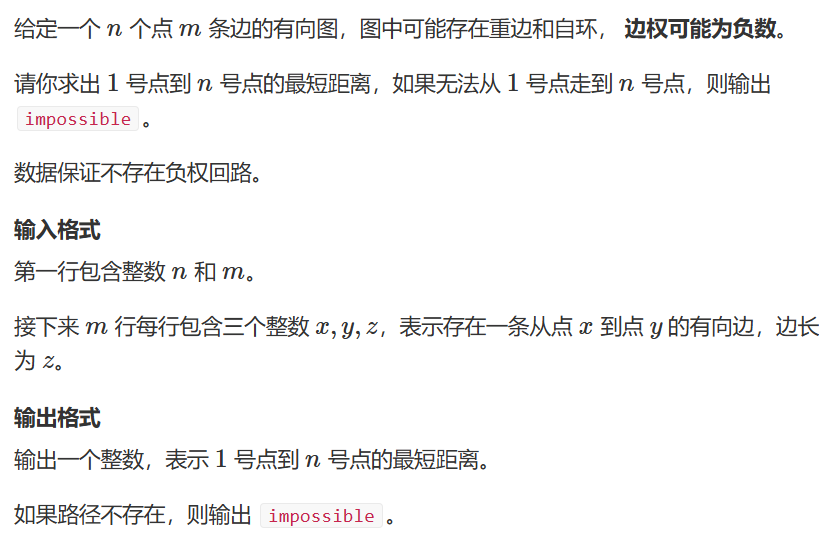 给定一个 n 个点 m 条边的有向图，图中可能存在重边和自环， 边权可能为负数。
请你求出 1 号点到 n 号点的最短距离，如果无法从 1 号点走到 n 号点，则输出
impossible 。
数据保证不存在负权回路。
输入格式
第一行包含整数 n 和 m。
接下来 m 行每行包含三个整数 x, y, z，表示存在一条从点 x 到点 y 的有向边，边长
为 z。
输出格式
输出一个整数，表示 1 号点到 n 号点的最短距离。
如果路径不存在，则输出 impossible 。